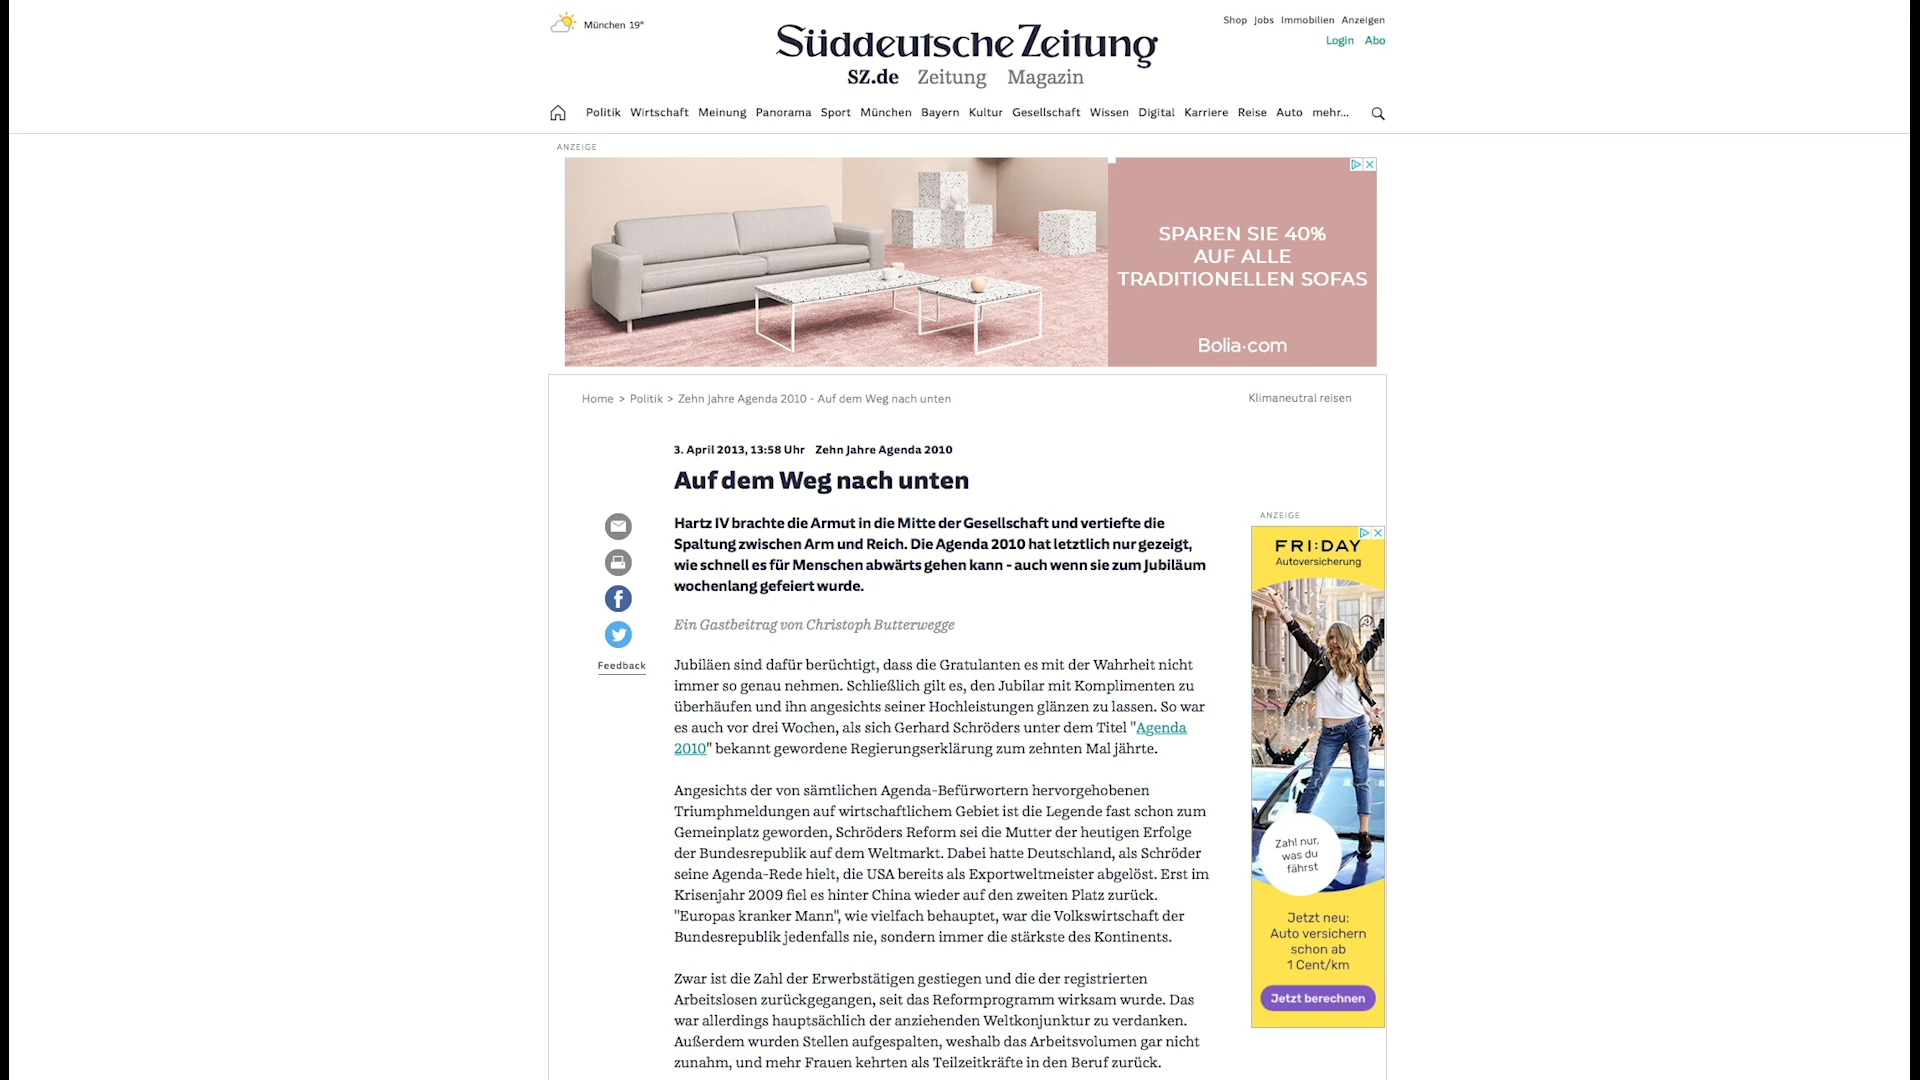 München 19°
Shop Jobs Immobilien Anzeigen
Login Abo
Süddeutsche Zeitung
SZ.de Zeitung Magazin
Politik Wirtschaft Meinung Panorama Sport München Bayern Kultur Gesellschaft Wissen Digital Karriere Reise Auto mehr...
ANZEIGE
SPAREN SIE 40%
AUF ALLE
TRADITIONELLEN SOFAS
Bolia.com
Home > Politik > Zehn Jahre Agenda 2010 - Auf dem Weg nach unten
Klimaneutral reisen
3. April 2013, 13:58 Uhr Zehn Jahre Agenda 2010
Auf dem Weg nach unten
Hartz IV brachte die Armut in die Mitte der Gesellschaft und vertiefte die
Spaltung zwischen Arm und Reich. Die Agenda 2010 hat letztlich nur gezeigt,
wie schnell es für Menschen abwärts gehen kann - auch wenn sie zum Jubiläum
wochenlang gefeiert wurde.
Ein Gastbeitrag von Christoph Butterwegge
Feedback
Jubiläen sind dafür berüchtigt, dass die Gratulanten es mit der Wahrheit nicht
immer so genau nehmen. Schließlich gilt es, den Jubilar mit Komplimenten zu
überhäufen und ihn angesichts seiner Hochleistungen glänzen zu lassen. So war
es auch vor drei Wochen, als sich Gerhard Schröders unter dem Titel "Agenda
2010" bekannt gewordene Regierungserklärung zum zehnten Mal jährte.
Angesichts der von sämtlichen Agenda-Befürwortern hervorgehobenen
Triumphmeldungen auf wirtschaftlichem Gebiet ist die Legende fast schon zum
Gemeinplatz geworden, Schröders Reform sei die Mutter der heutigen Erfolge
der Bundesrepublik auf dem Weltmarkt. Dabei hatte Deutschland, als Schröder
seine Agenda-Rede hielt, die USA bereits als Exportweltmeister abgelöst. Erst im
Krisenjahr 2009 fiel es hinter China wieder auf den zweiten Platz zurück.
"Europas kranker Mann", wie vielfach behauptet, war die Volkswirtschaft der
Bundesrepublik jedenfalls nie, sondern immer die stärkste des Kontinents.
Zwar ist die Zahl der Erwerbstätigen gestiegen und die der registrierten
Arbeitslosen zurückgegangen, seit das Reformprogramm wirksam wurde. Das
war allerdings hauptsächlich der anziehenden Weltkonjunktur zu verdanken.
Außerdem wurden Stellen aufgespalten, weshalb das Arbeitsvolumen gar nicht
zunahm, und mehr Frauen kehrten als Teilzeitkräfte in den Beruf zurück.
ANZEIGE
FRI:DAY
Autoversicherung
Zahl nur,
was du
fährst
Jetzt neu:
Auto versichern
schon ab
1 Cent/km
Jetzt berechnen